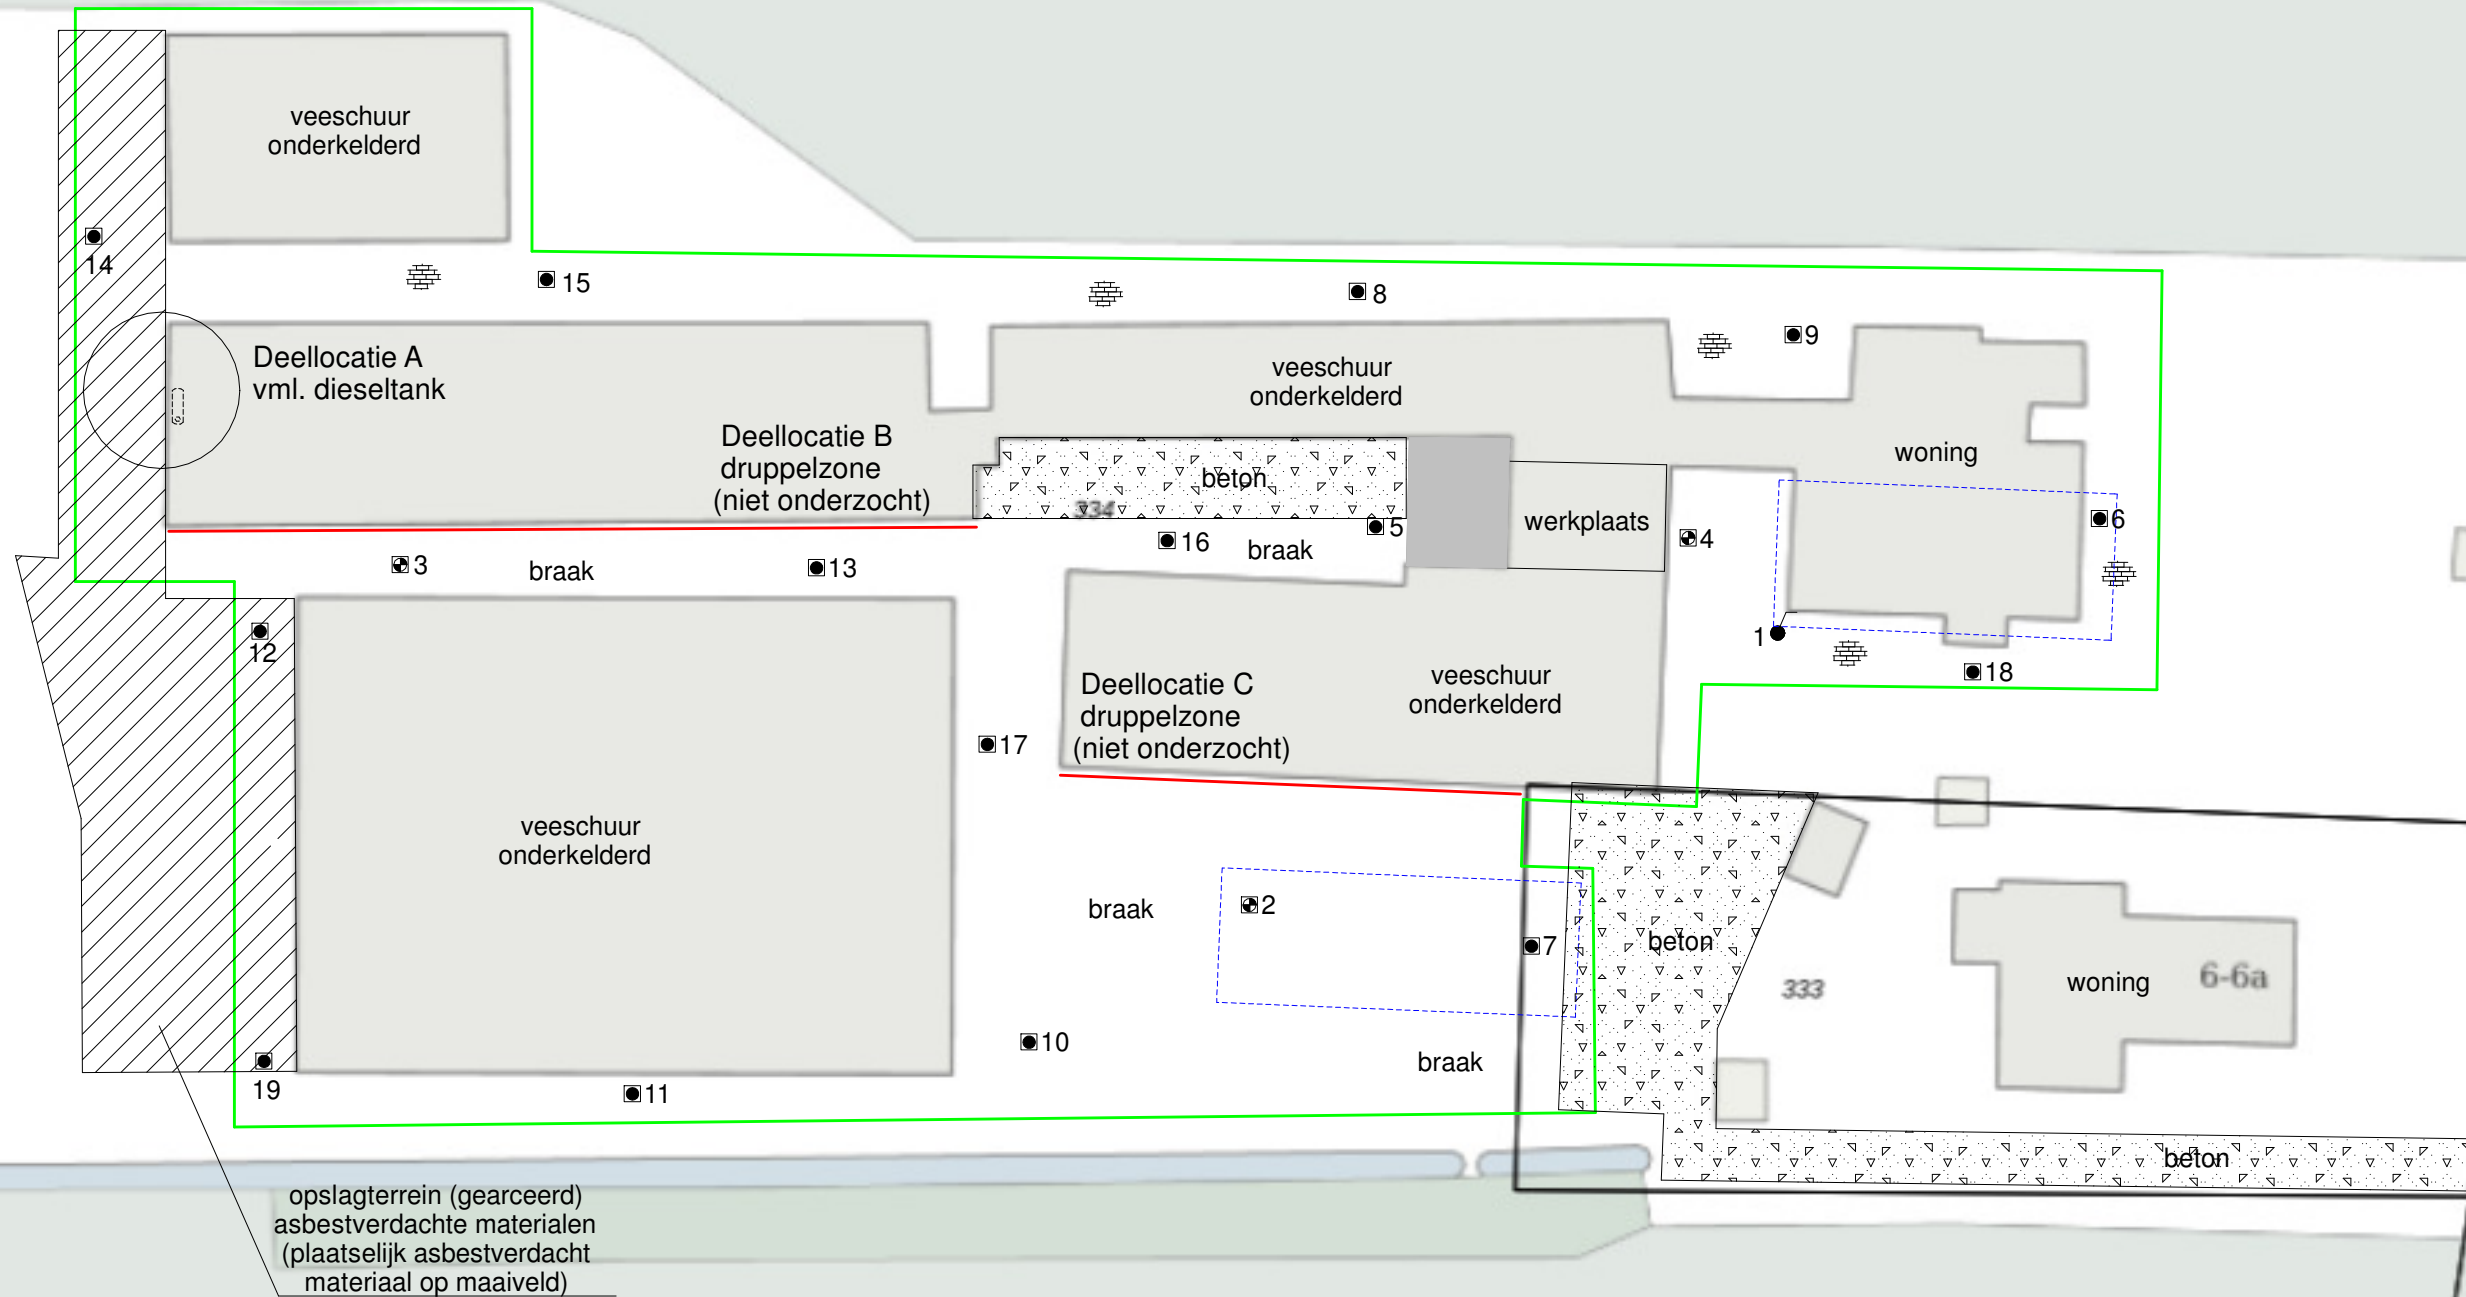 veeschuur
onderkelderd
14
15
8
9
Deellocatie A
vml. dieseltank
veeschuur
onderkelderd
Deellocatie B
druppelzone
(niet onderzocht)
beton
334
woning
werkplaats
4
6
5
16
braak
3
braak
13
12
1
18
Deellocatie C
druppelzone
(niet onderzocht)
veeschuur
onderkelderd
17
veeschuur
onderkelderd
braak
2
7
beton
333
woning
6-6a
10
braak
19
11
beton
opslagterrein (gearceerd)
asbestverdachte materialen
(plaatselijk asbestverdacht
materiaal op maaiveld)